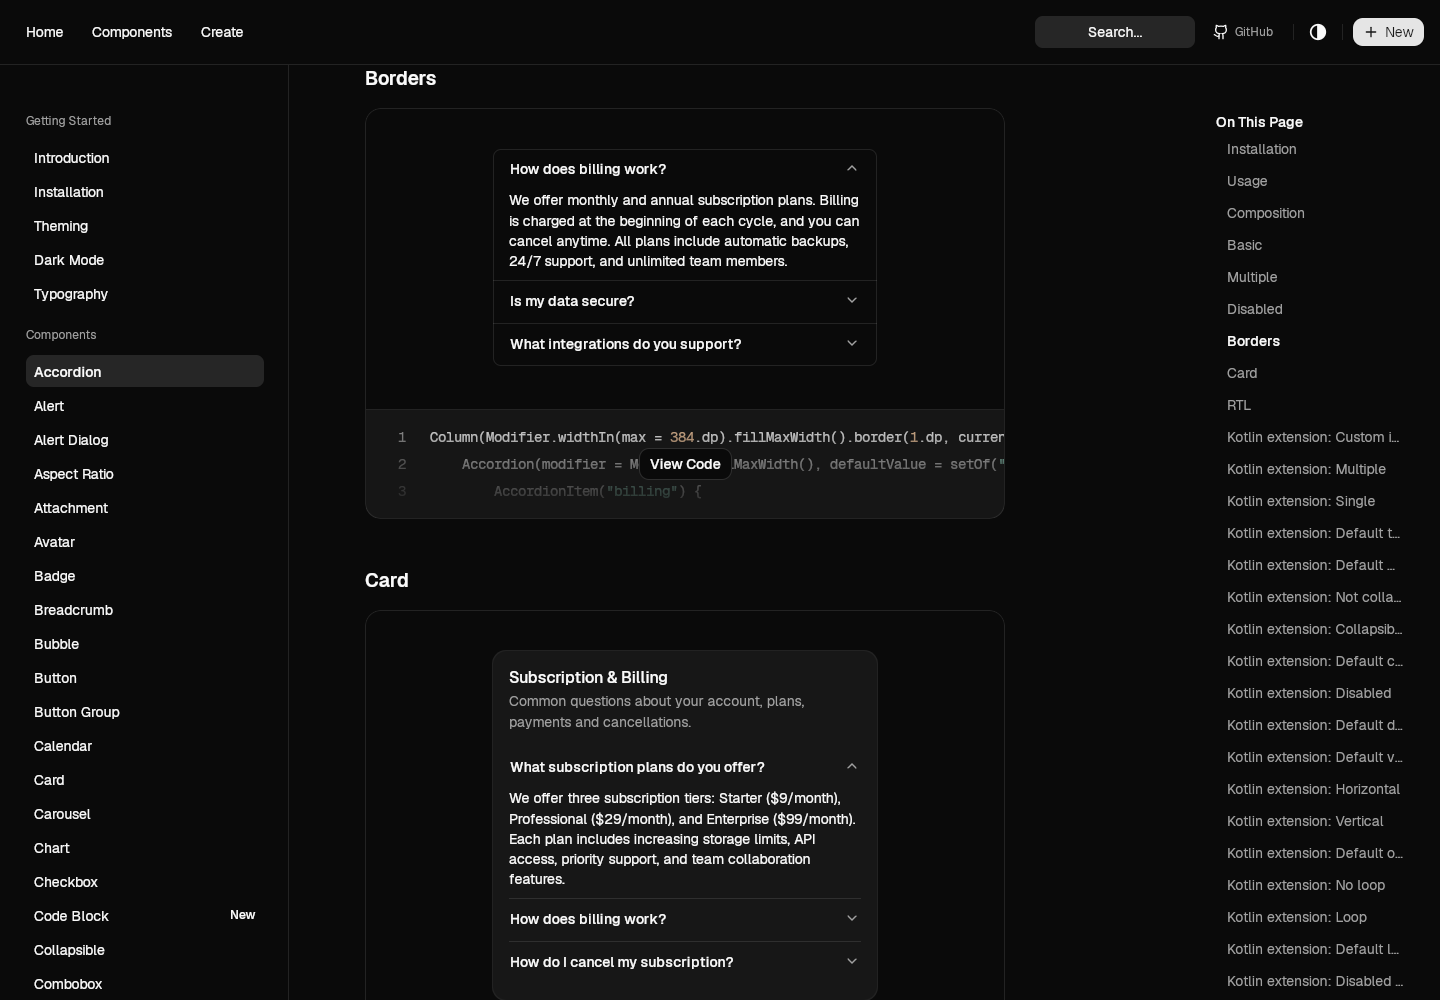 Home
Components
Create
Search...
GitHub
New
Getting Started
Introduction
Installation
Theming
Dark Mode
Typography
Components
Accordion
Alert
Alert Dialog
Aspect Ratio
Attachment
Avatar
Badge
Breadcrumb
Bubble
Button
Button Group
Calendar
Card
Carousel
Chart
Checkbox
Code Block New
Collapsible
Combobox
Borders
How does billing work?
We offer monthly and annual subscription plans. Billing
is charged at the beginning of each cycle, and you can
cancel anytime. All plans include automatic backups,
24/7 support, and unlimited team members.
Is my data secure?
What integrations do you support?
1 Column(Modifier.widthIn(max = 384.dp).fillMaxWidth().border(1.dp, curren
2 Accordion(modifier = M
View Code
MaxWidth(), defaultValue = setOf("
3 AccordionItem("billing") {
Card
Subscription & Billing
Common questions about your account, plans,
payments and cancellations.
What subscription plans do you offer?
We offer three subscription tiers: Starter ($9/month),
Professional ($29/month), and Enterprise ($99/month).
Each plan includes increasing storage limits, API
access, priority support, and team collaboration
features.
How does billing work?
How do I cancel my subscription?
On This Page
Installation
Usage
Composition
Basic
Multiple
Disabled
Borders
Card
RTL
Kotlin extension: Custom i...
Kotlin extension: Multiple
Kotlin extension: Single
Kotlin extension: Default t...
Kotlin extension: Default ...
Kotlin extension: Not colla...
Kotlin extension: Collapsib...
Kotlin extension: Default c...
Kotlin extension: Disabled
Kotlin extension: Default d...
Kotlin extension: Default v...
Kotlin extension: Horizontal
Kotlin extension: Vertical
Kotlin extension: Default o...
Kotlin extension: No loop
Kotlin extension: Loop
Kotlin extension: Default l...
Kotlin extension: Disabled ...